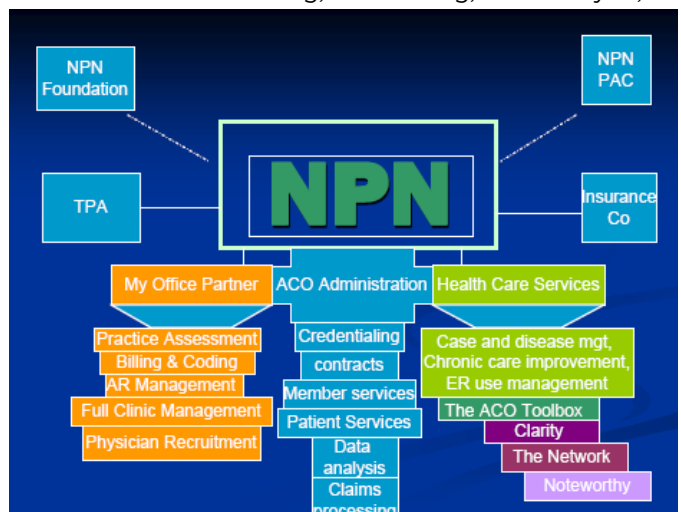 NPN
Foundation
NPN
PAC
NPN
TPA
Insurance
Co
My Office Partner
ACO Administration
Health Care Services
Practice Assessment
Billing & Coding
AR Management
Full Clinic Management
Physician Recruitment
Credentialing
contracts
Member services
Patient Services
Data
analysis
Claims
processing
Case and disease mgt,
Chronic care improvement,
ER use management
The ACO Toolbox
Clarity
The Network
Noteworthy